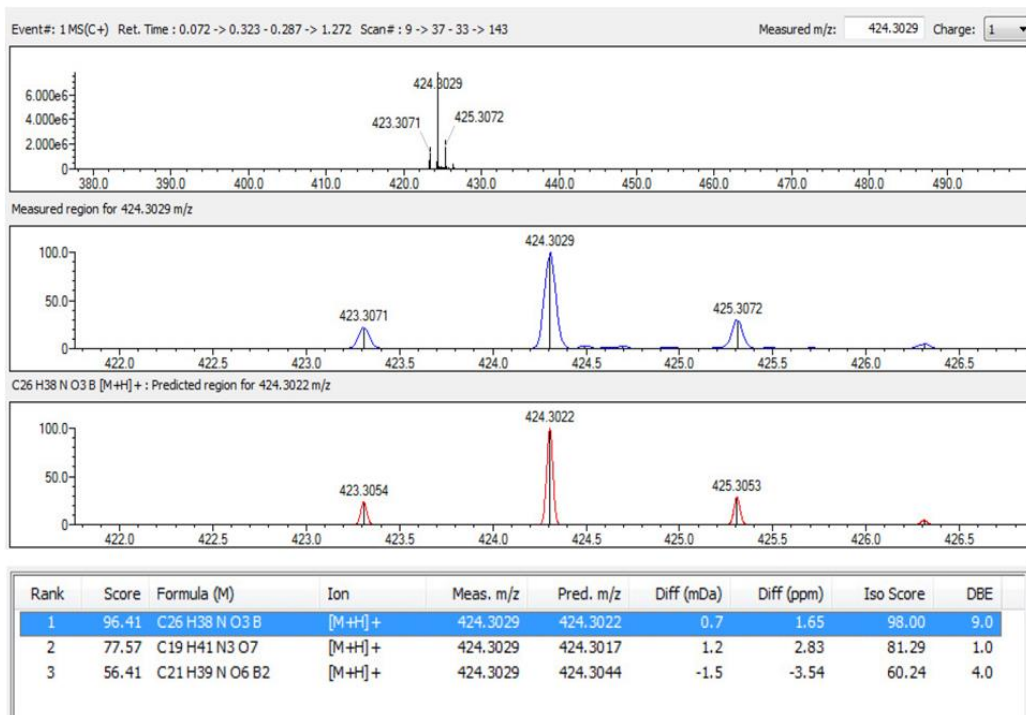 Event#: 1 MS(C+) Ret. Time : 0.072 -> 0.323 - 0.287 -> 1.272 Scan# : 9 -> 37 - 33 -> 143 Measured m/z: 424.3029 Charge: 1
424.3029
6.000e6
4.000e6
423.3071 425.3072
2.000e6
0
380.0 390.0 400.0 410.0 420.0 430.0 440.0 450.0 460.0 470.0 480.0 490.0
Measured region for 424.3029 m/z
424.3029
100.0
50.0
423.3071 425.3072
0
422.0 422.5 423.0 423.5 424.0 424.5 425.0 425.5 426.0 426.5
C26 H38 N O3 B [M+H]+ : Predicted region for 424.3022 m/z
424.3022
100.0
50.0
423.3054 425.3053
0
422.0 422.5 423.0 423.5 424.0 424.5 425.0 425.5 426.0 426.5
Rank Score Formula (M) Ion Meas. m/z Pred. m/z Diff (mDa) Diff (ppm) Iso Score DBE
1 96.41 C26 H38 N O3 B [M+H]+ 424.3029 424.3022 0.7 1.65 98.00 9.0
2 77.57 C19 H41 N3 O7 [M+H]+ 424.3029 424.3017 1.2 2.83 81.29 1.0
3 56.41 C21 H39 N O6 B2 [M+H]+ 424.3029 424.3044 -1.5 -3.54 60.24 4.0